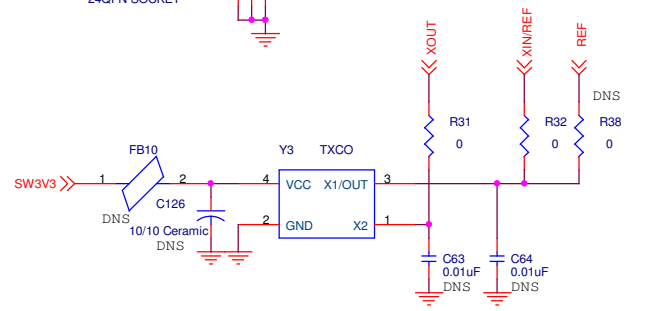 24QFN SOCKET
XOUT
XIN/REF
REF
DNS
R31
0
R32
0
R38
0
FB10
Y3 TXCO
SW3V3
1
2
4
VCC X1/OUT
3
DNS
C126
10/10 Ceramic
DNS
2
GND X2
1
C63
0.01uF
DNS
C64
0.01uF
DNS